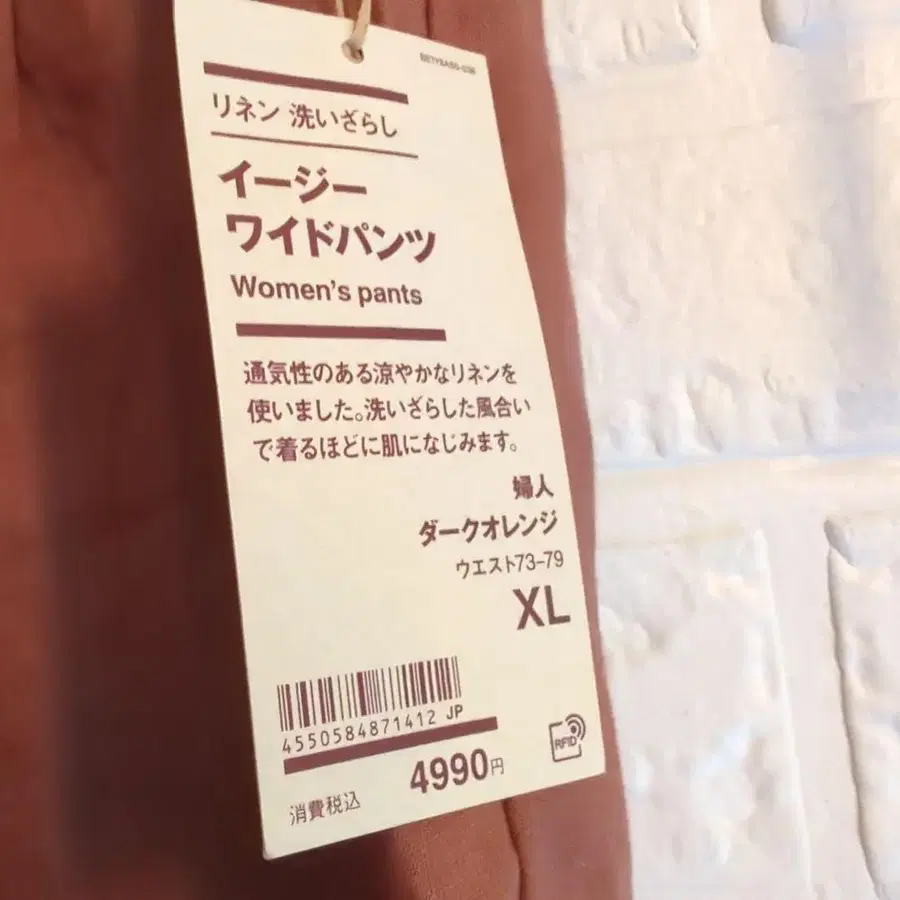 リネン 洗いざらし
イージー
ワイドパンツ
Women's pants
通気性のある涼やかなリネンを
使いました。洗いざらした風合い
で着るほどに肌になじみます。
婦人
ダークオレンジ
ウエスト73-79
XL
4550584871412 JP
RFID
4990円
消費税込